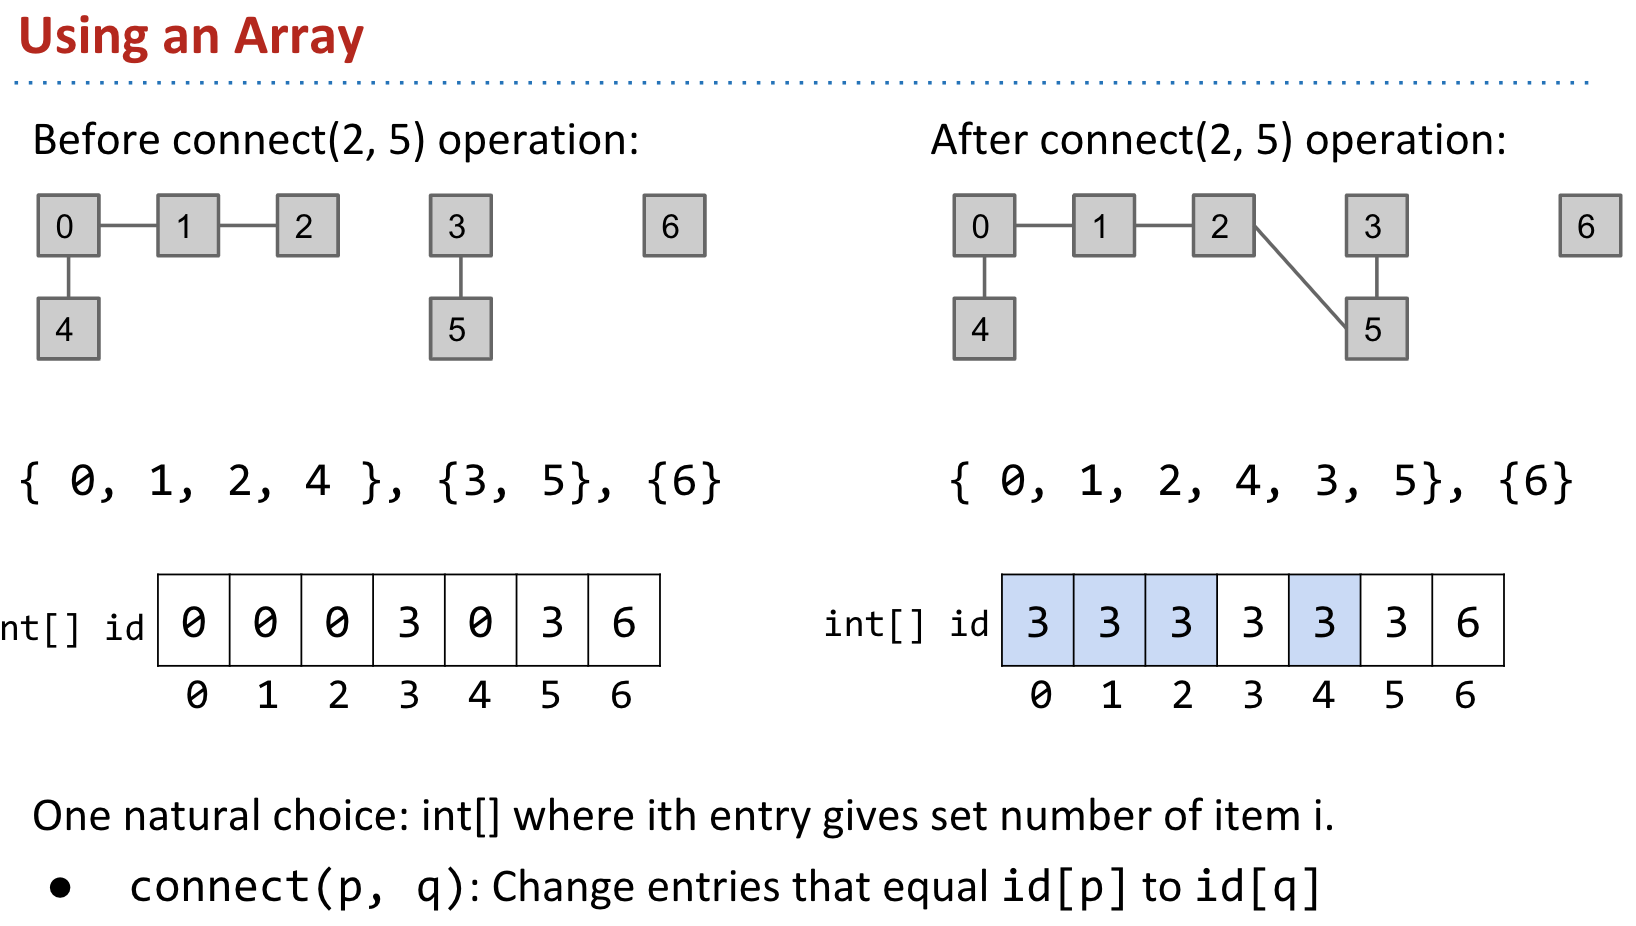 Using an Array
Before connect(2, 5) operation:
After connect(2, 5) operation:
0 1 2 3 6
4 5
0 1 2 3 6
4 5
{ 0, 1, 2, 4 }, {3, 5}, {6}
{ 0, 1, 2, 4, 3, 5}, {6}
nt[] id 0 0 0 3 0 3 6
0 1 2 3 4 5 6
int[] id 3 3 3 3 3 3 6
0 1 2 3 4 5 6
One natural choice: int[] where ith entry gives set number of item i.
● connect(p, q): Change entries that equal id[p] to id[q]